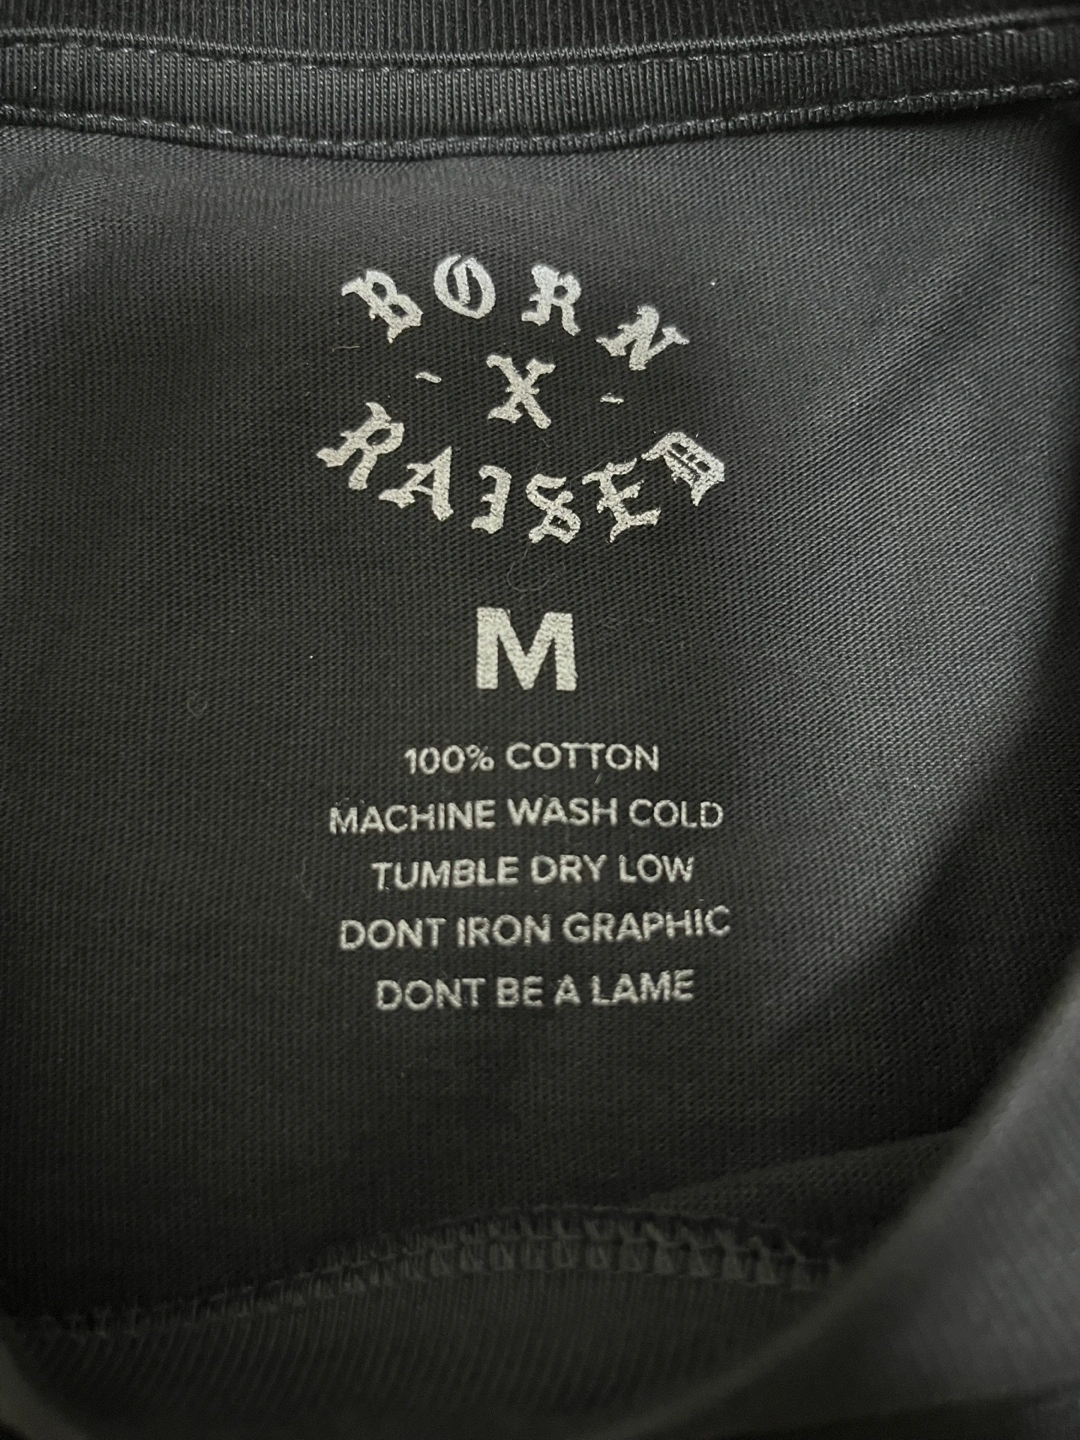 BORN
- X -
RAISED
M
100% COTTON
MACHINE WASH COLD
TUMBLE DRY LOW
DONT IRON GRAPHIC
DONT BE A LAME